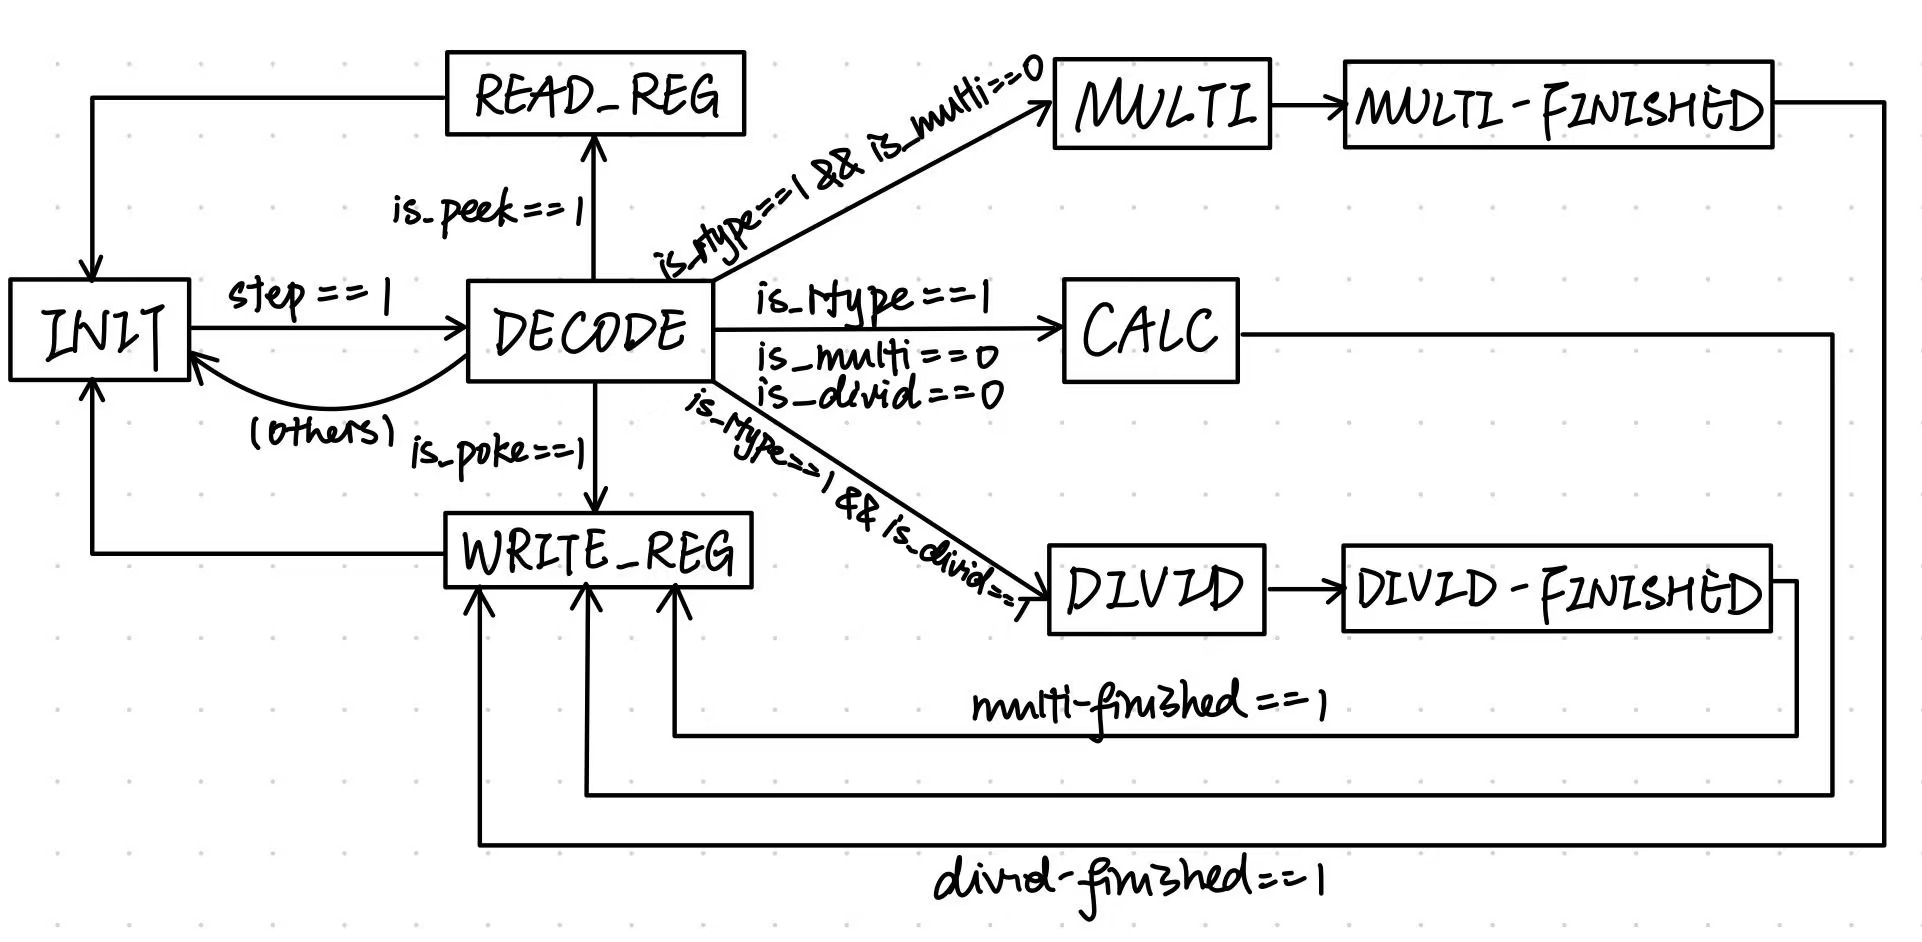 READ_REG
is_rtype==1 && is_multi==0
MULTI
MULTI-FINISHED
is_peek==1
INIT
step==1
DECODE
is_rtype==1
is_multi==0
is_divid==0
CALC
(others)
is_poke==1
is_rtype==1 && is_divid==
WRITE_REG
DIVID
DIVID-FINISHED
multi-finished==1
divid-finished==1